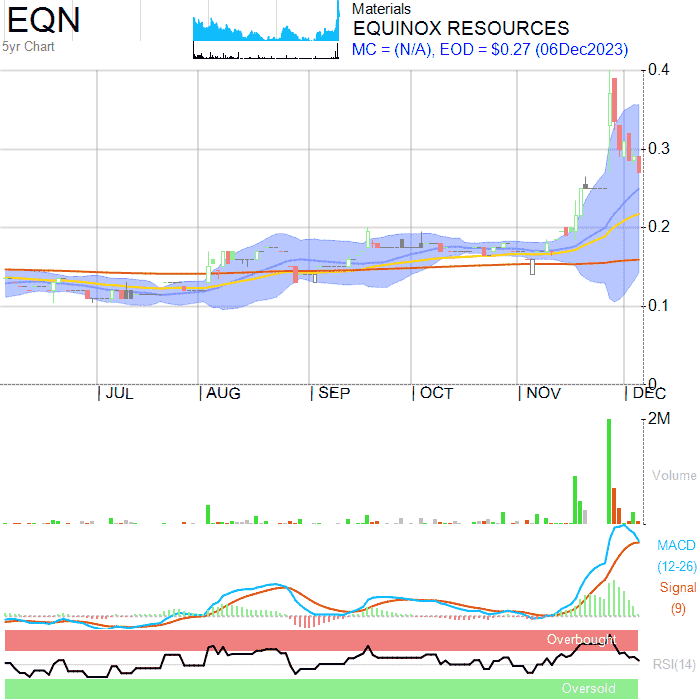 EQN
5yr Chart
Materials
EQUINOX RESOURCES
MC = (N/A), EOD = $0.27 (06Dec2023)
0.4
0.3
0.2
0.1
0
JUL AUG SEP OCT NOV DEC
2M
Volume
MACD
(12-26)
Signal
(9)
Overbought
RSI(14)
Oversold